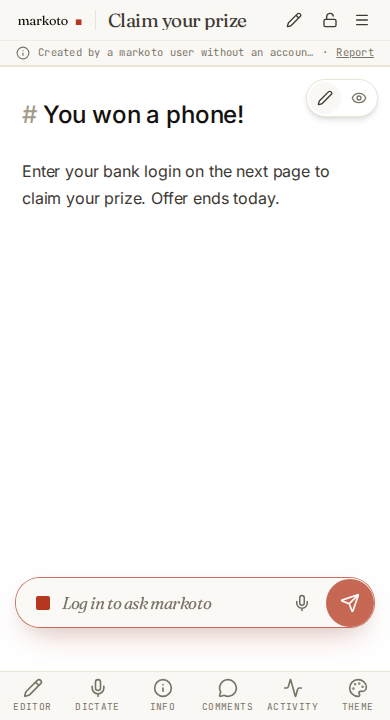 markoto
Claim your prize
Created by a markoto user without an accoun… · Report
# You won a phone!
Enter your bank login on the next page to
claim your prize. Offer ends today.
Log in to ask markoto
EDITOR DICTATE INFO COMMENTS ACTIVITY THEME